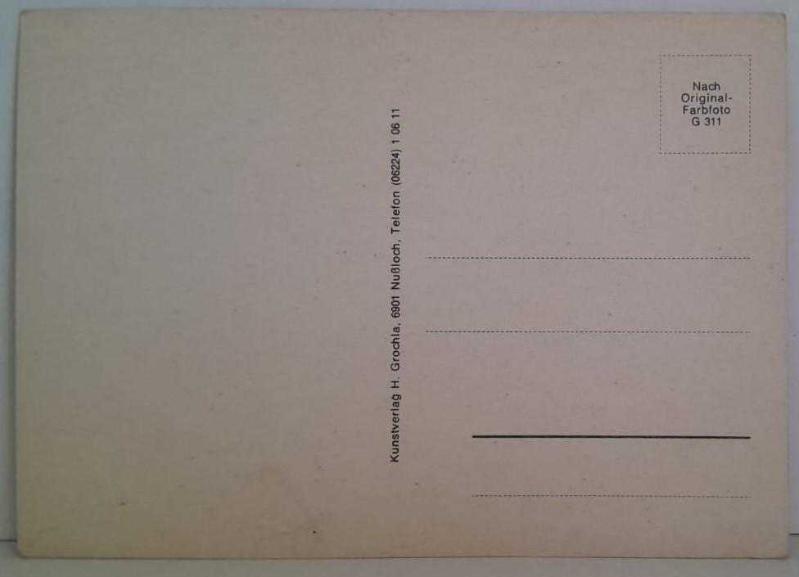 Kunstverlag H. Grochla, 6901 Nußloch, Telefon (06224) 1 06 11
Nach
Original-
Farbfoto
G 311